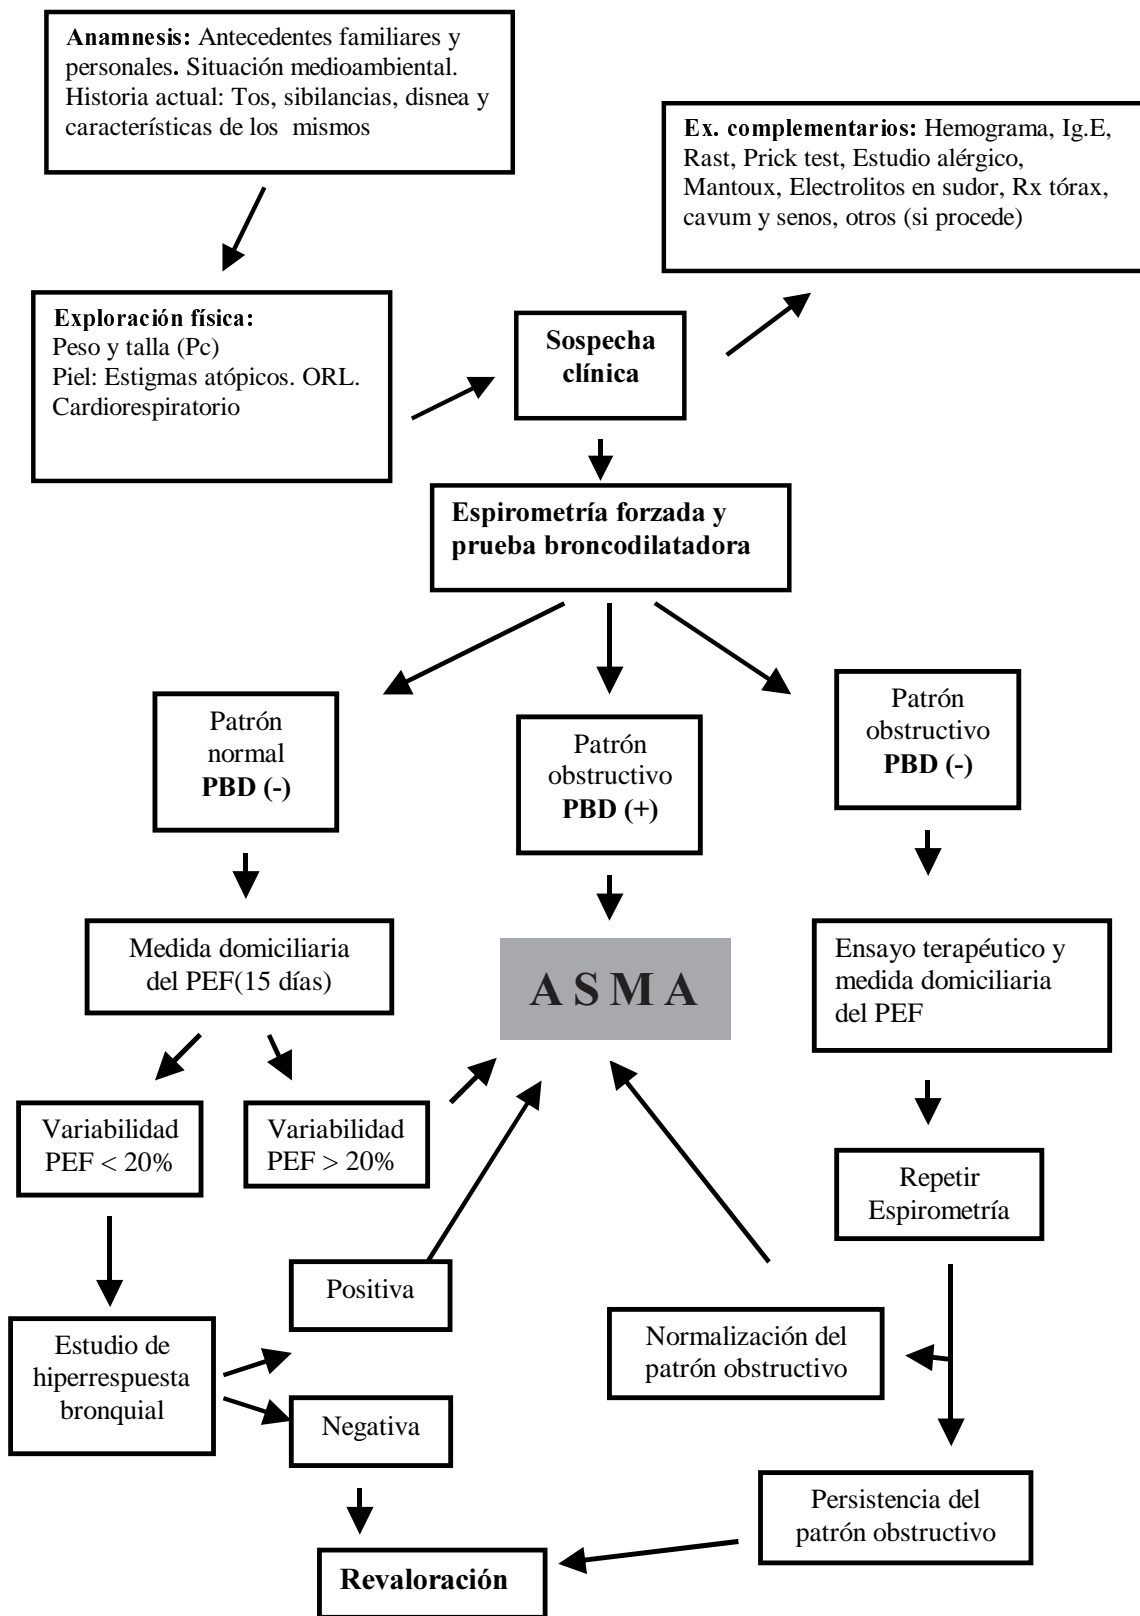 Anamnesis: Antecedentes familiares y
personales. Situación medioambiental.
Historia actual: Tos, sibilancias, disnea y
características de los mismos
Ex. complementarios: Hemograma, Ig.E,
Rast, Prick test, Estudio alérgico,
Mantoux, Electrolitos en sudor, Rx tórax,
cavum y senos, otros (si procede)
Exploración física:
Peso y talla (Pc)
Piel: Estigmas atópicos. ORL.
Cardiorespiratorio
Sospecha
clínica
Espirometría forzada y
prueba broncodilatadora
Patrón
normal
PBD (-)
Patrón
obstructivo
PBD (+)
Patrón
obstructivo
PBD (-)
Medida domiciliaria
del PEF(15 días)
A S M A
Ensayo terapéutico y
medida domiciliaria
del PEF
Variabilidad
PEF < 20%
Variabilidad
PEF > 20%
Repetir
Espirometría
Positiva
Estudio de
hiperrespuesta
bronquial
Normalización del
patrón obstructivo
Negativa
Persistencia del
patrón obstructivo
Revaloración